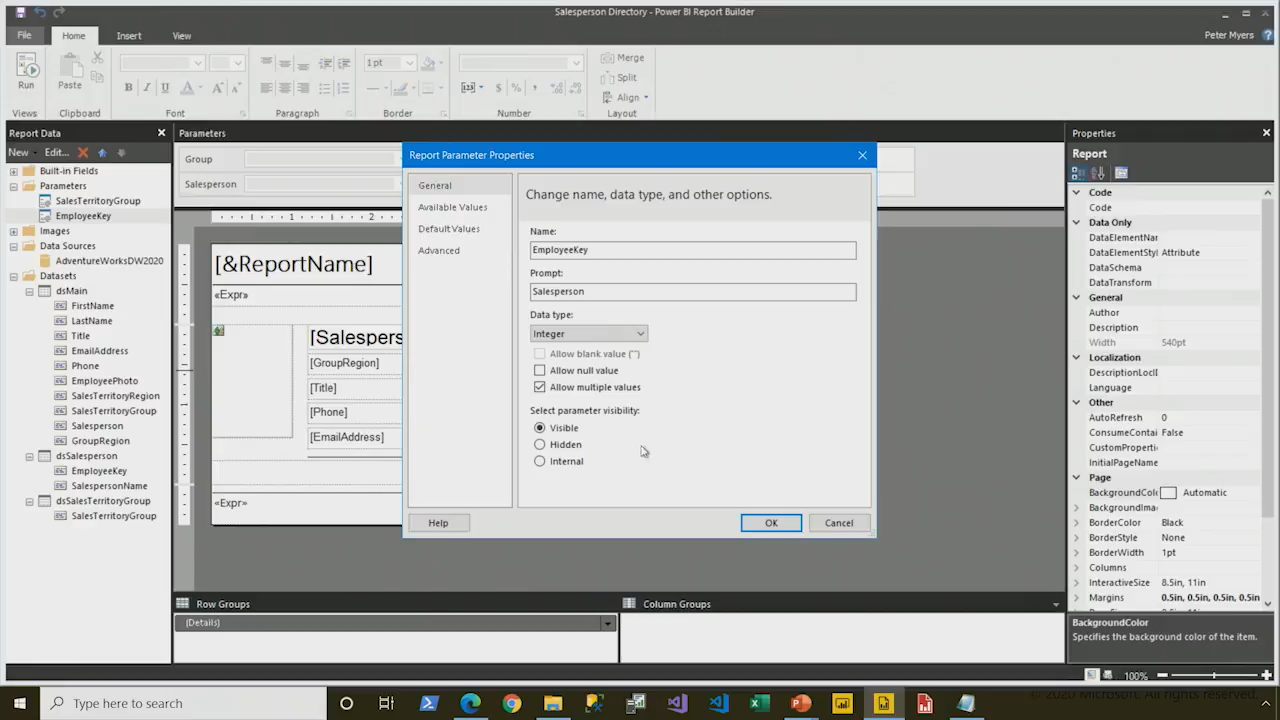 Salesperson Directory - Power BI Report Builder
File
Home
Insert
View
Peter Myers
Run
Paste
B I U A A A
1 pt
Merge
Split
Align
Views
Clipboard
Font
Paragraph
Border
Number
Layout
Report Data
New
Edit...
Built-in Fields
Parameters
SalesTerritoryGroup
EmployeeKey
Images
Data Sources
AdventureWorksDW2020
Datasets
dsMain
FirstName
LastName
Title
EmailAddress
Phone
EmployeePhoto
SalesTerritoryRegion
SalesTerritoryGroup
Salesperson
GroupRegion
dsSalesperson
EmployeeKey
SalespersonName
dsSalesTerritoryGroup
SalesTerritoryGroup
Parameters
Group
Salesperson
1 2
[&ReportName]
«Expr»
[Salespers
[GroupRegion]
[Title]
[Phone]
[EmailAddress]
«Expr»
Report Parameter Properties
General
Available Values
Default Values
Advanced
Change name, data type, and other options.
Name:
EmployeeKey
Prompt:
Salesperson
Data type:
Integer
Allow blank value ("")
Allow null value
Allow multiple values
Select parameter visibility:
Visible
Hidden
Internal
Help
OK
Cancel
Row Groups
(Details)
Column Groups
Properties
Report
Code
Code
Data Only
DataElementNar
DataElementStyl Attribute
DataSchema
DataTransform
General
Author
Description
Width 540pt
Localization
DescriptionLocII
Language
Other
AutoRefresh 0
ConsumeContai False
CustomProperti
InitialPageName
Page
BackgroundColo Automatic
BackgroundImag
BorderColor Black
BorderStyle None
BorderWidth 1pt
Columns
InteractiveSize 8.5in, 11in
Margins 0.5in, 0.5in, 0.5in, 0.5in
BackgroundColor
Specifies the background color of the item.
100%
Type here to search
© 2020 Microsoft. All rights reserved.